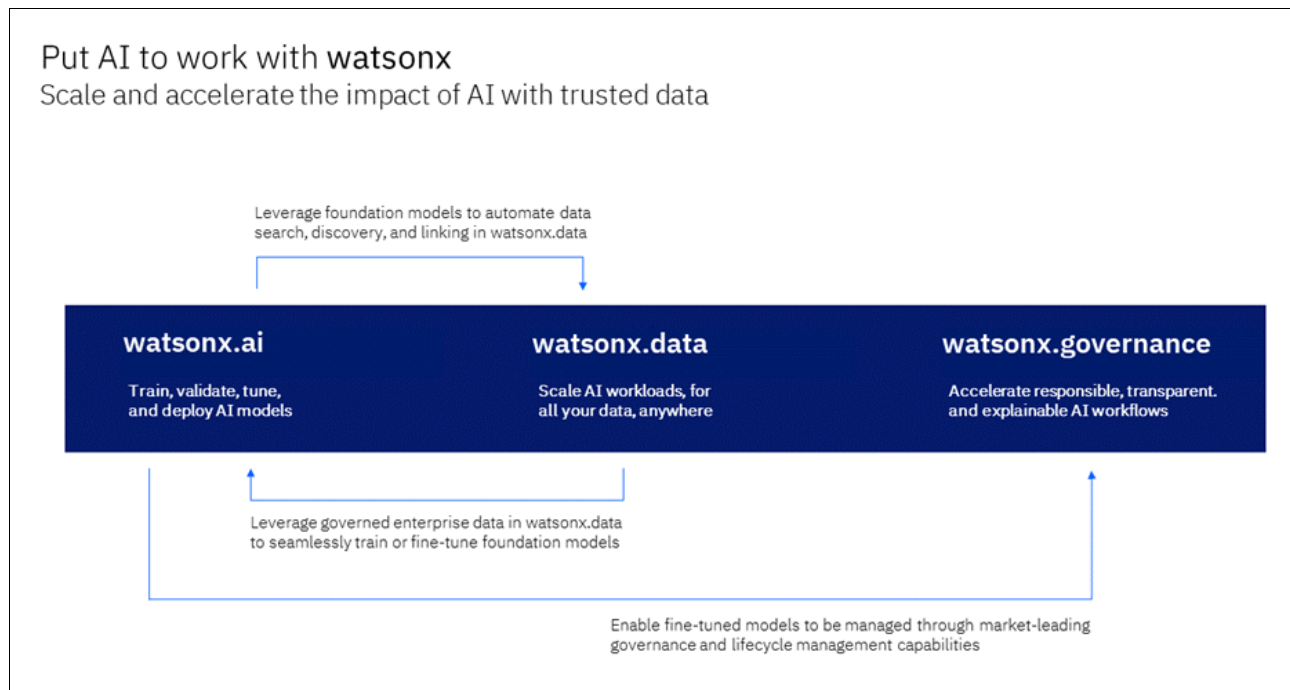 Put AI to work with watsonx
Scale and accelerate the impact of AI with trusted data
Leverage foundation models to automate data
search, discovery, and linking in watsonx.data
watsonx.ai
Train, validate, tune,
and deploy AI models
watsonx.data
Scale AI workloads, for
all your data, anywhere
watsonx.governance
Accelerate responsible, transparent.
and explainable AI workflows
Leverage governed enterprise data in watsonx.data
to seamlessly train or fine-tune foundation models
Enable fine-tuned models to be managed through market-leading
governance and lifecycle management capabilities